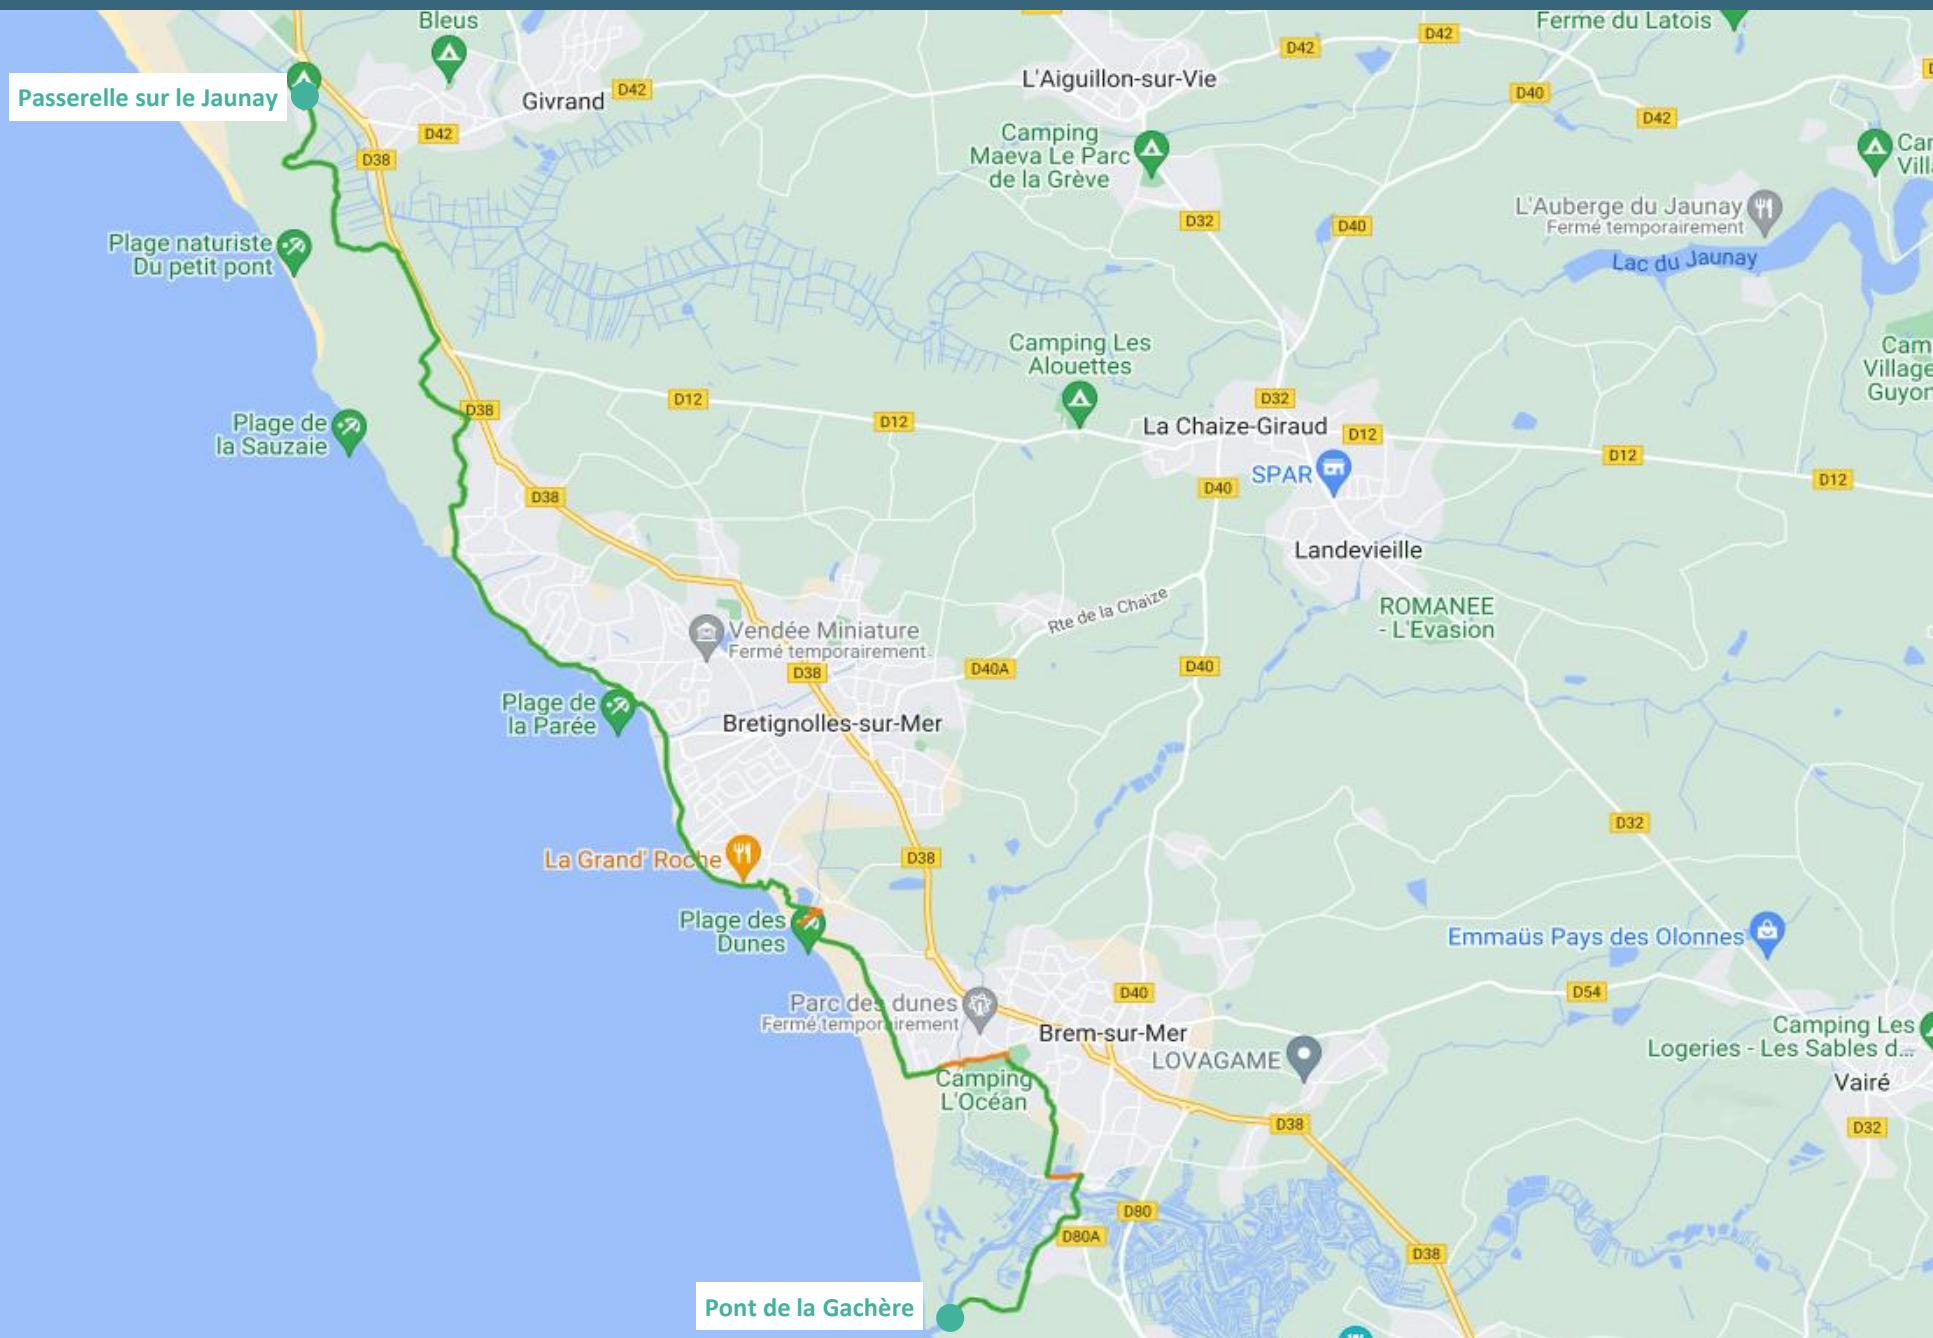 Bleus
Ferme du Latois
D42
D42
Passerelle sur le Jaunay
Givrand
D42
L'Aiguillon-sur-Vie
D40
D42
D42
D38
Camping
Maeva Le Parc
de la Grève
L'Auberge du Jaunay
Fermé temporairement
D32
D40
Plage naturiste
Du petit pont
Lac du Jaunay
Camping Les
Alouettes
Village
D12
D32
D38
D12
La Chaize-Giraud
D12
Plage de
la Sauzaie
SPAR
D12
D12
D40
D38
Landevieille
Rte de la Chaize
ROMANEE
- L'Evasion
Vendée Miniature
Fermé temporairement
D38
D40A
D40
Plage de
la Parée
Bretignolles-sur-Mer
D32
La Grand' Roche
D38
Plage des
Dunes
Emmaüs Pays des Olonnes
Parc des dunes
Fermé temporairement
D40
D54
Brem-sur-Mer
LOVAGAME
Camping Les
Logeries - Les Sables d...
Vairé
Camping
L'Océan
D38
D32
D80
D80A
D38
Pont de la Gachère